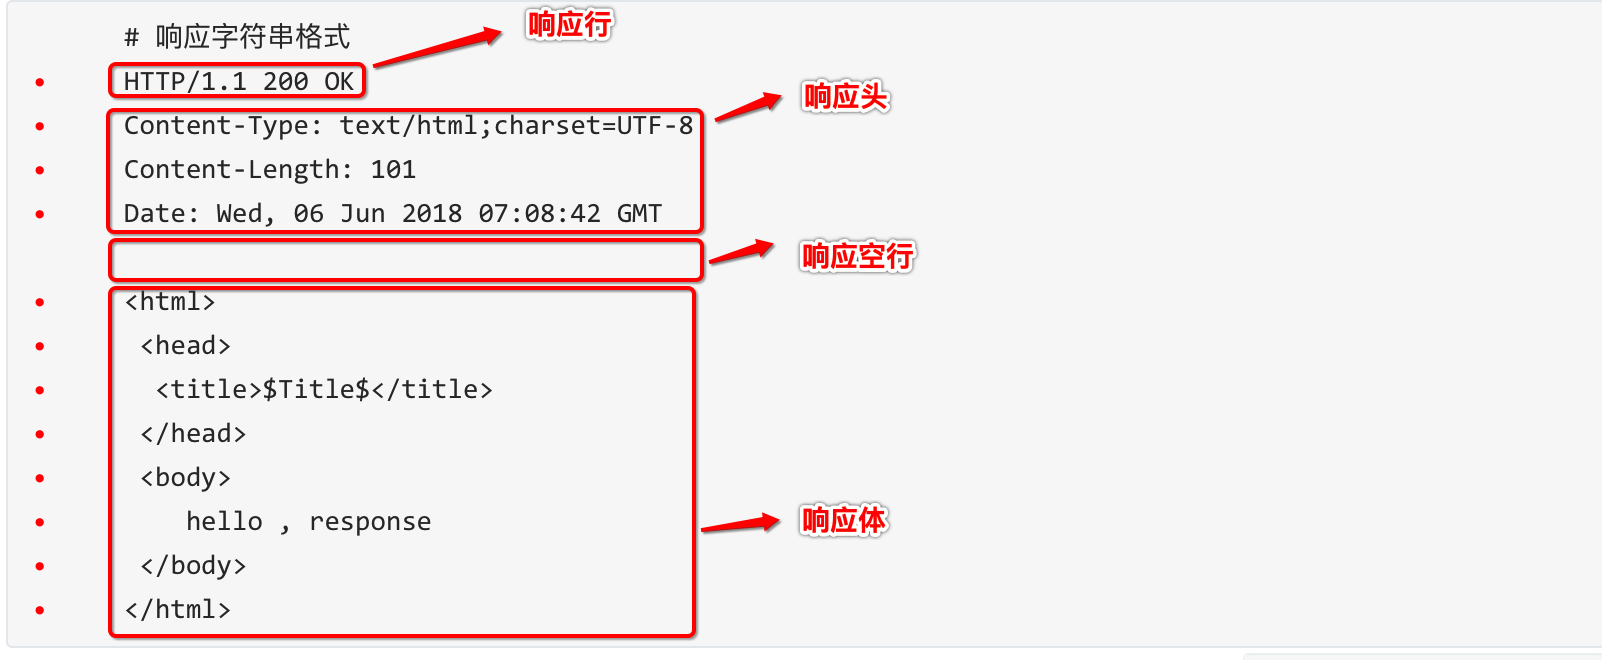 # 响应字符串格式
响应行
HTTP/1.1 200 OK
响应头
Content-Type: text/html;charset=UTF-8
Content-Length: 101
Date: Wed, 06 Jun 2018 07:08:42 GMT
响应空行
<html>
<head>
<title>$Title$</title>
</head>
<body>
hello , response
响应体
</body>
</html>